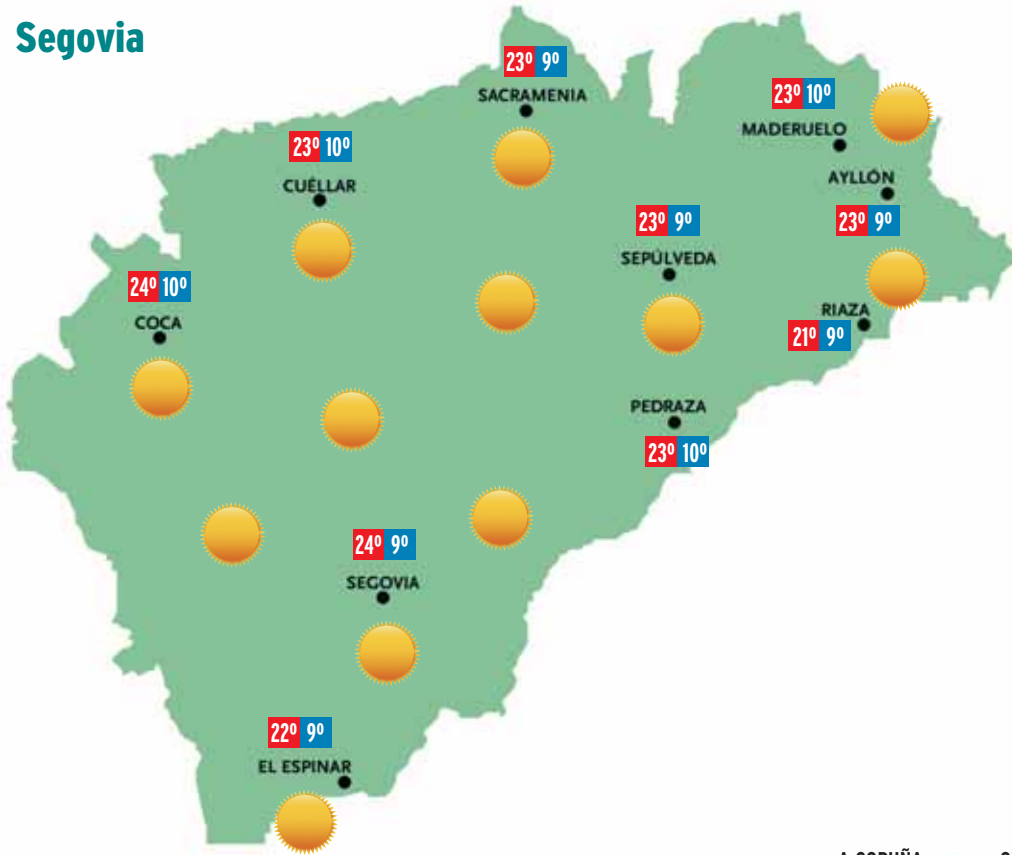 Segovia
23º 9º
SACRAMENIA
23º 10º
MADERUELO
23º 10º
CUÉLLAR
AYLLÓN
23º 9º
23º 9º
SEPÚLVEDA
24º 10º
COCA
RIAZA
21º 9º
PEDRAZA
23º 10º
24º 9º
SEGOVIA
22º 9º
EL ESPINAR